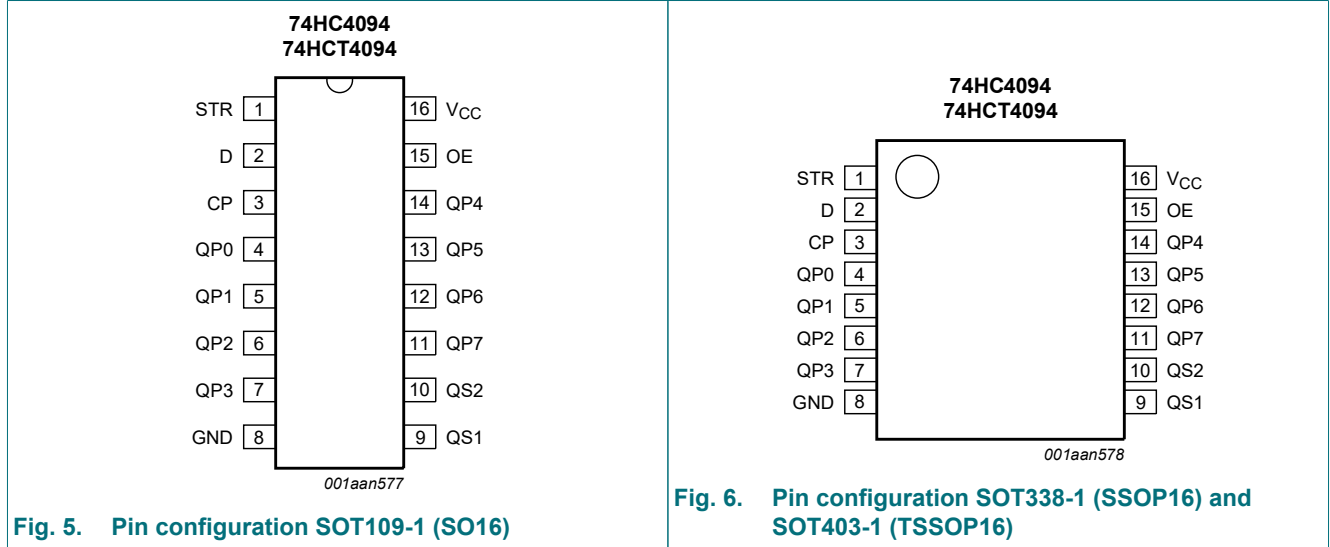 74HC4094
74HCT4094
STR 1 16 VCC
D 2 15 OE
CP 3 14 QP4
QP0 4 13 QP5
QP1 5 12 QP6
QP2 6 11 QP7
QP3 7 10 QS2
GND 8 9 QS1
001aan577
Fig. 5. Pin configuration SOT109-1 (SO16)
74HC4094
74HCT4094
STR 1 16 VCC
D 2 15 OE
CP 3 14 QP4
QP0 4 13 QP5
QP1 5 12 QP6
QP2 6 11 QP7
QP3 7 10 QS2
GND 8 9 QS1
001aan578
Fig. 6. Pin configuration SOT338-1 (SSOP16) and
SOT403-1 (TSSOP16)